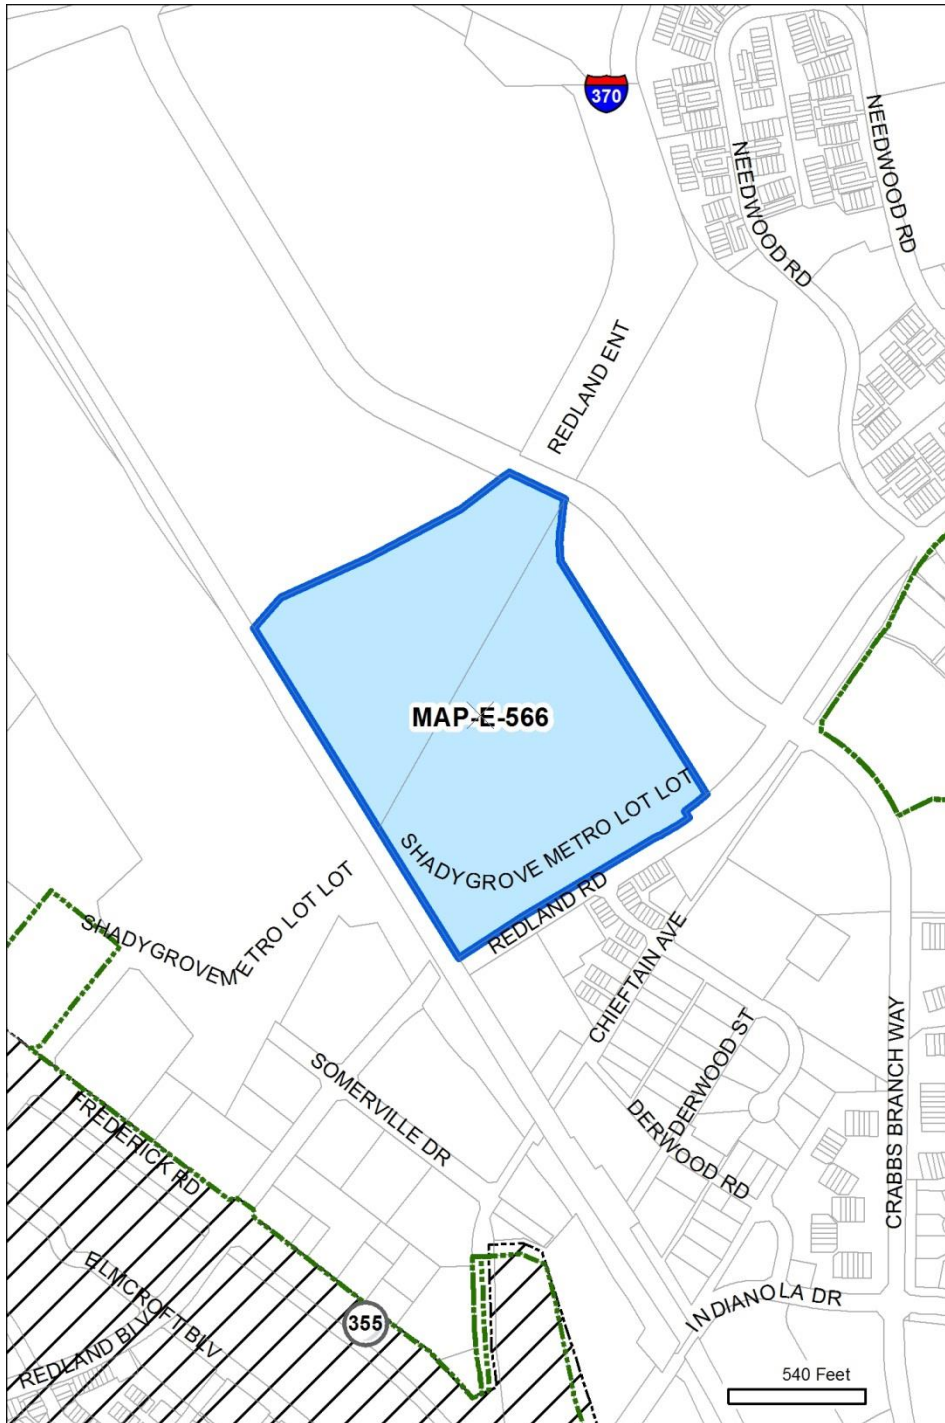 370
NEEDWOOD RD
NEEDWOOD RD
REDLAND ENT
MAP-E-566
SHADYGROVE METRO LOT LOT
REDLAND RD
SHADYGROVEMETRO LOT LOT
CHIEFTAIN AVE
DERWOOD ST
DERWOOD RD
CRABBS BRANCH WAY
SOMERVILLE DR
FREDERICK RD
ELMCROFT BLV
REDLAND BLV
355
INDIANOLA DR
540 Feet